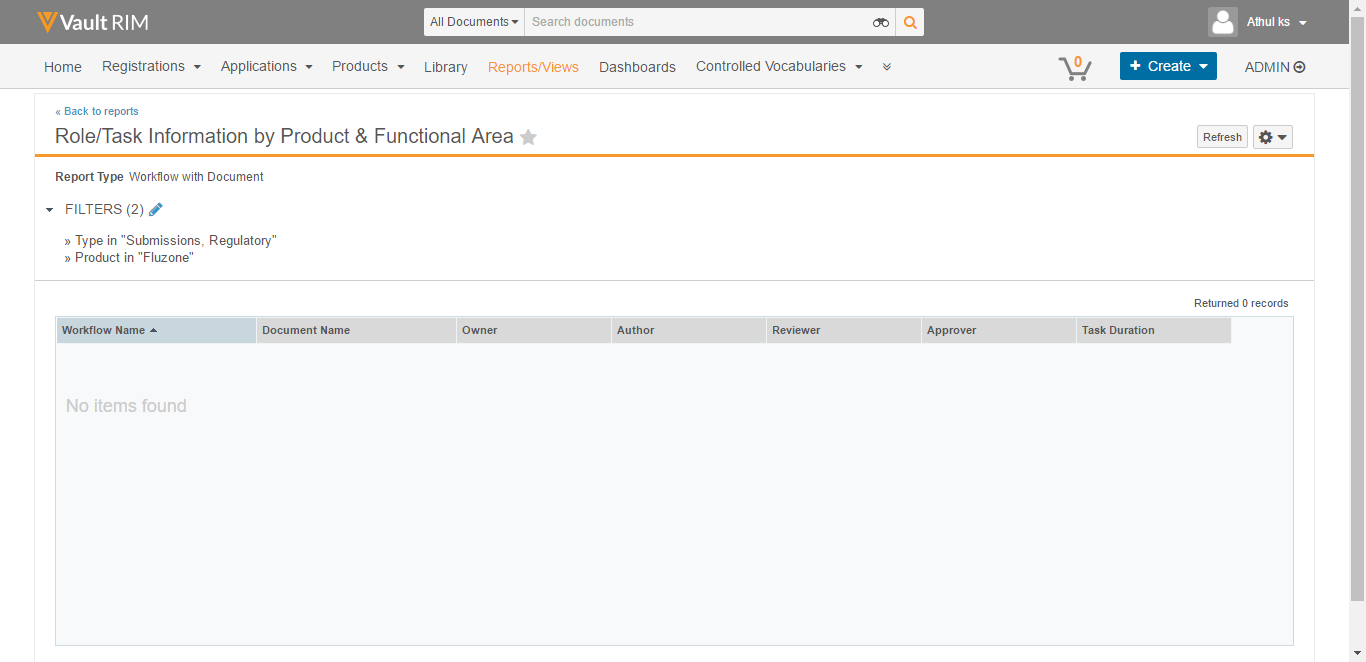 Vault RIM
All Documents Search documents
Athul ks
Home Registrations Applications Products Library Reports/Views Dashboards Controlled Vocabularies
0
+ Create
ADMIN
« Back to reports
Role/Task Information by Product & Functional Area
Refresh
Report Type Workflow with Document
FILTERS (2)
» Type in "Submissions, Regulatory"
» Product in "Fluzone"
Returned 0 records
Workflow Name Document Name Owner Author Reviewer Approver Task Duration
No items found